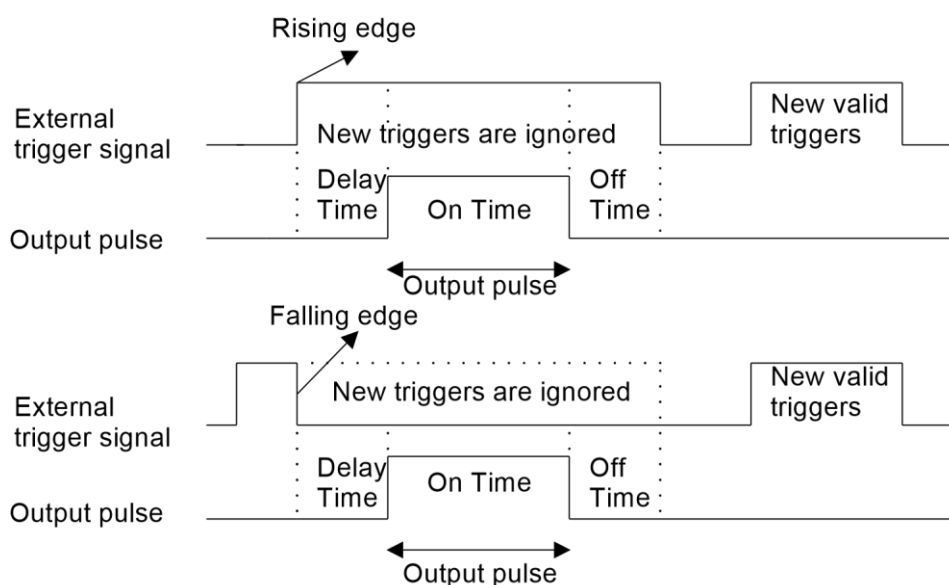 Rising edge
External
trigger signal
New triggers are ignored
New valid
triggers
Delay
Time
On Time
Off
Time
Output pulse
Output pulse
Falling edge
External
trigger signal
New triggers are ignored
New valid
triggers
Delay
Time
On Time
Off
Time
Output pulse
Output pulse